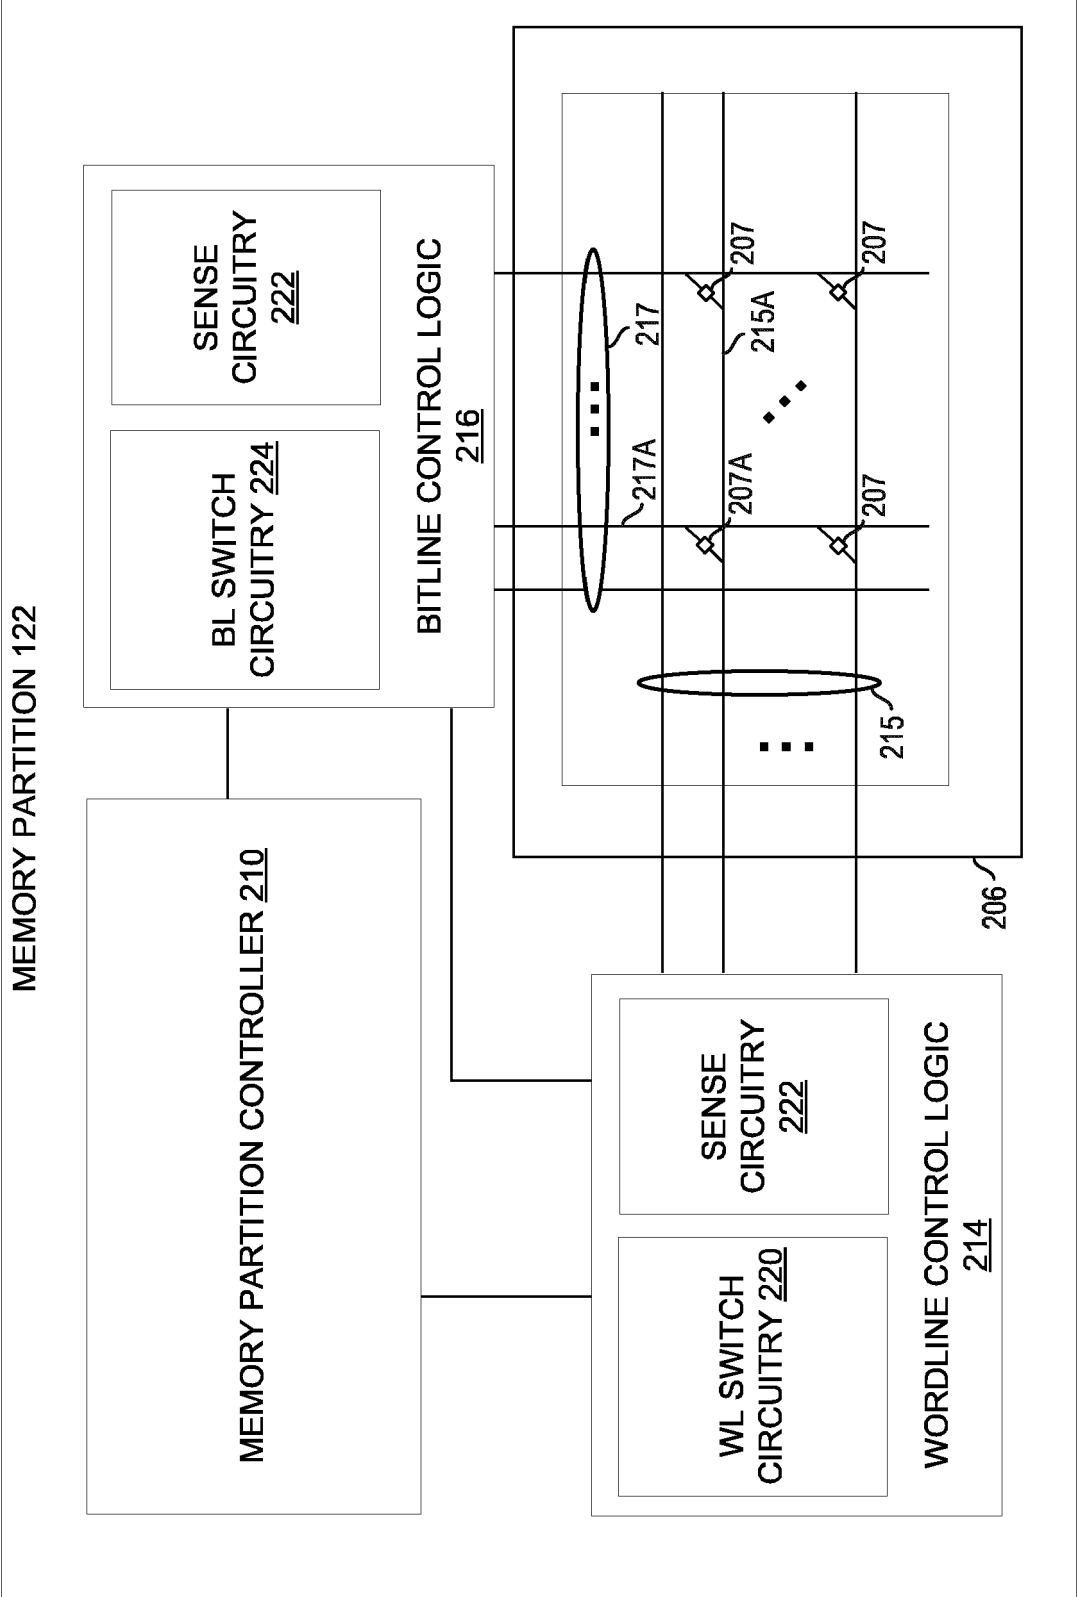 MEMORY PARTITION 122
MEMORY PARTITION CONTROLLER 210
BL SWITCH
CIRCUITRY 224
SENSE
CIRCUITRY
222
BITLINE CONTROL LOGIC
216
WL SWITCH
CIRCUITRY 220
SENSE
CIRCUITRY
222
WORDLINE CONTROL LOGIC
214
217
217A
207A
207
215A
207
207
215
206